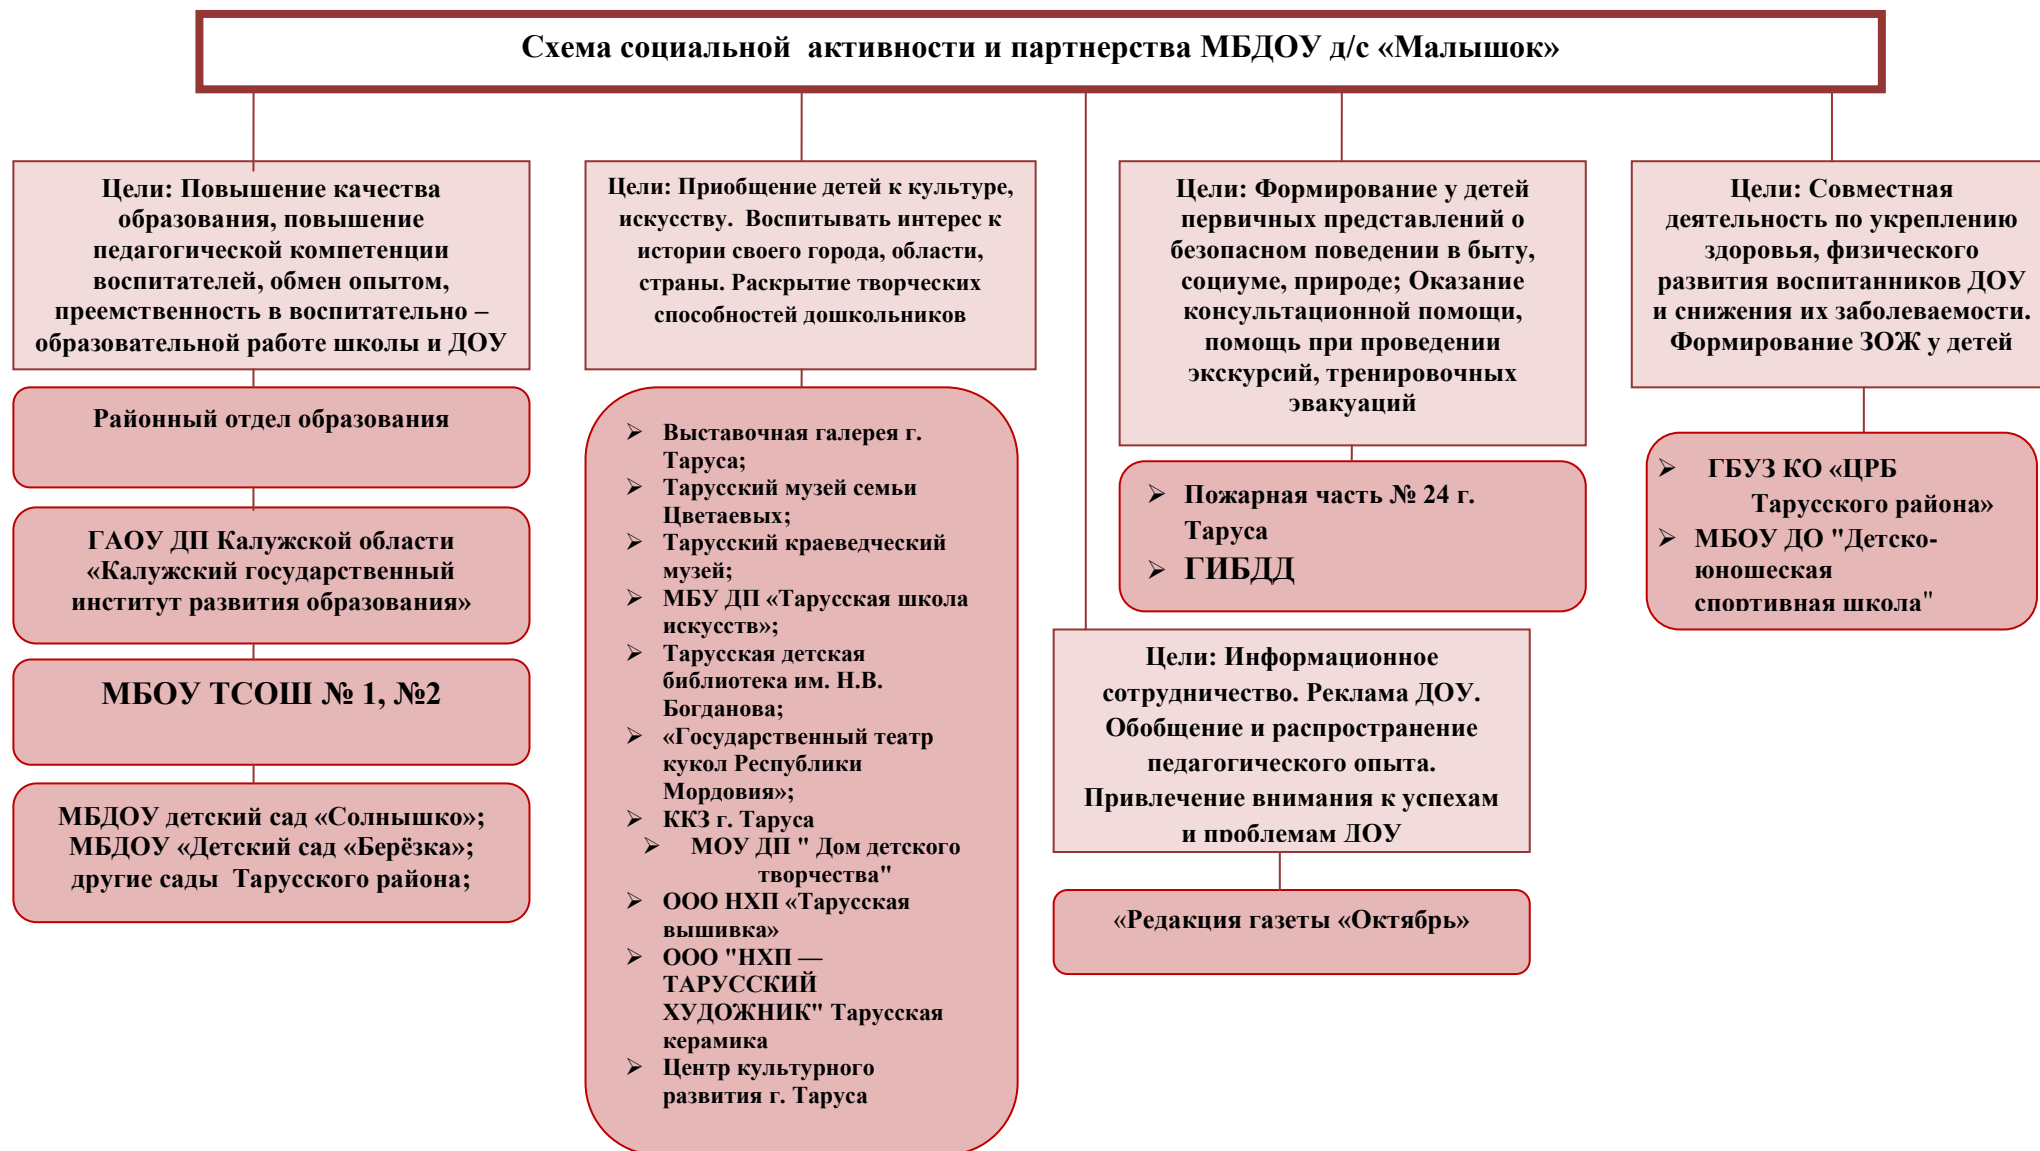 Схема социальной активности и партнерства МБДОУ д/с «Малышок»
Цели: Повышение качества
образования, повышение
педагогической компетенции
воспитателей, обмен опытом,
преемственность в воспитательно –
образовательной работе школы и ДОУ
Районный отдел образования
ГАОУ ДП Калужской области
«Калужский государственный
институт развития образования»
МБОУ ТСОШ № 1, №2
МБДОУ детский сад «Солнышко»;
МБДОУ «Детский сад «Берёзка»;
другие сады Тарусского района;
Цели: Приобщение детей к культуре,
искусству. Воспитывать интерес к
истории своего города, области,
страны. Раскрытие творческих
способностей дошкольников
➢ Выставочная галерея г.
Таруса;
➢ Тарусский музей семьи
Цветаевых;
➢ Тарусский краеведческий
музей;
➢ МБУ ДП «Тарусская школа
искусств»;
➢ Тарусская детская
библиотека им. Н.В.
Богданова;
➢ «Государственный театр
кукол Республики
Мордовия»;
➢ ККЗ г. Таруса
➢ МОУ ДП " Дом детского
творчества"
➢ ООО НХП «Тарусская
вышивка»
➢ ООО "НХП —
ТАРУССКИЙ
ХУДОЖНИК" Тарусская
керамика
➢ Центр культурного
развития г. Таруса
Цели: Формирование у детей
первичных представлений о
безопасном поведении в быту,
социуме, природе; Оказание
консультационной помощи,
помощь при проведении
экскурсий, тренировочных
эвакуаций
➢ Пожарная часть № 24 г.
Таруса
➢ ГИБДД
Цели: Информационное
сотрудничество. Реклама ДОУ.
Обобщение и распространение
педагогического опыта.
Привлечение внимания к успехам
и проблемам ДОУ
«Редакция газеты «Октябрь»
Цели: Совместная
деятельность по укреплению
здоровья, физического
развития воспитанников ДОУ
и снижения их заболеваемости.
Формирование ЗОЖ у детей
➢ ГБУЗ КО «ЦРБ
Тарусского района»
➢ МБОУ ДО "Детско-
юношеская
спортивная школа"